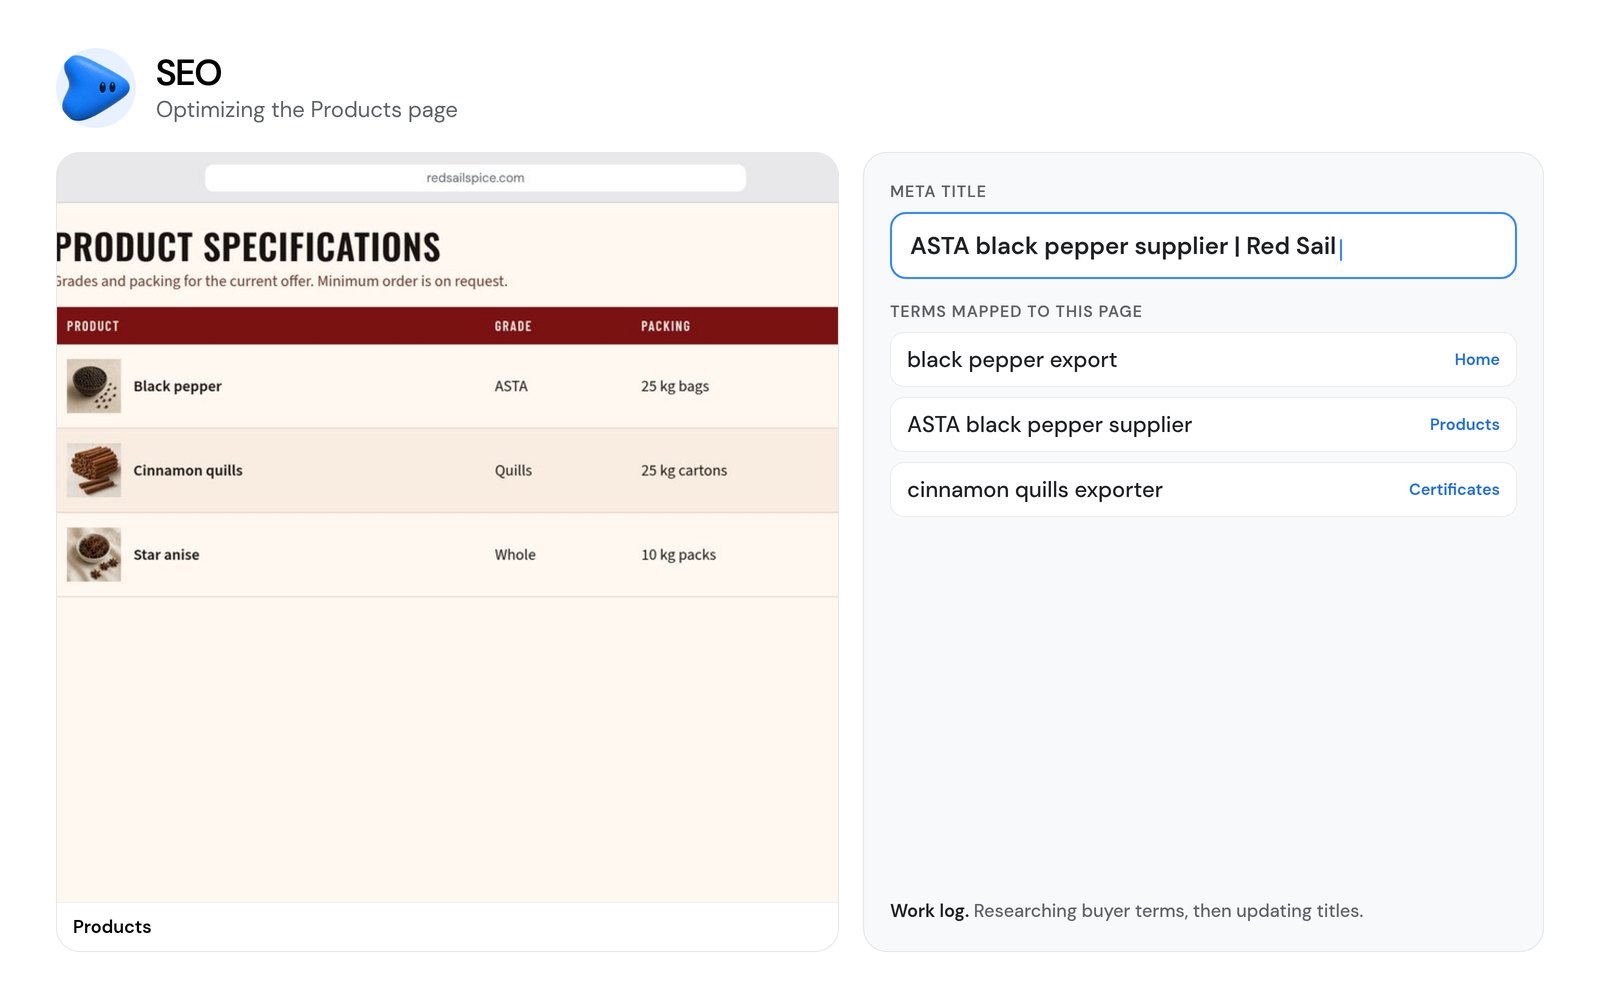 SEO
Optimizing the Products page
redsailspice.com
PRODUCT SPECIFICATIONS
Grades and packing for the current offer. Minimum order is on request.
PRODUCT GRADE PACKING
Black pepper ASTA 25 kg bags
Cinnamon quills Quills 25 kg cartons
Star anise Whole 10 kg packs
Products
META TITLE
ASTA black pepper supplier | Red Sail
TERMS MAPPED TO THIS PAGE
black pepper export Home
ASTA black pepper supplier Products
cinnamon quills exporter Certificates
Work log. Researching buyer terms, then updating titles.